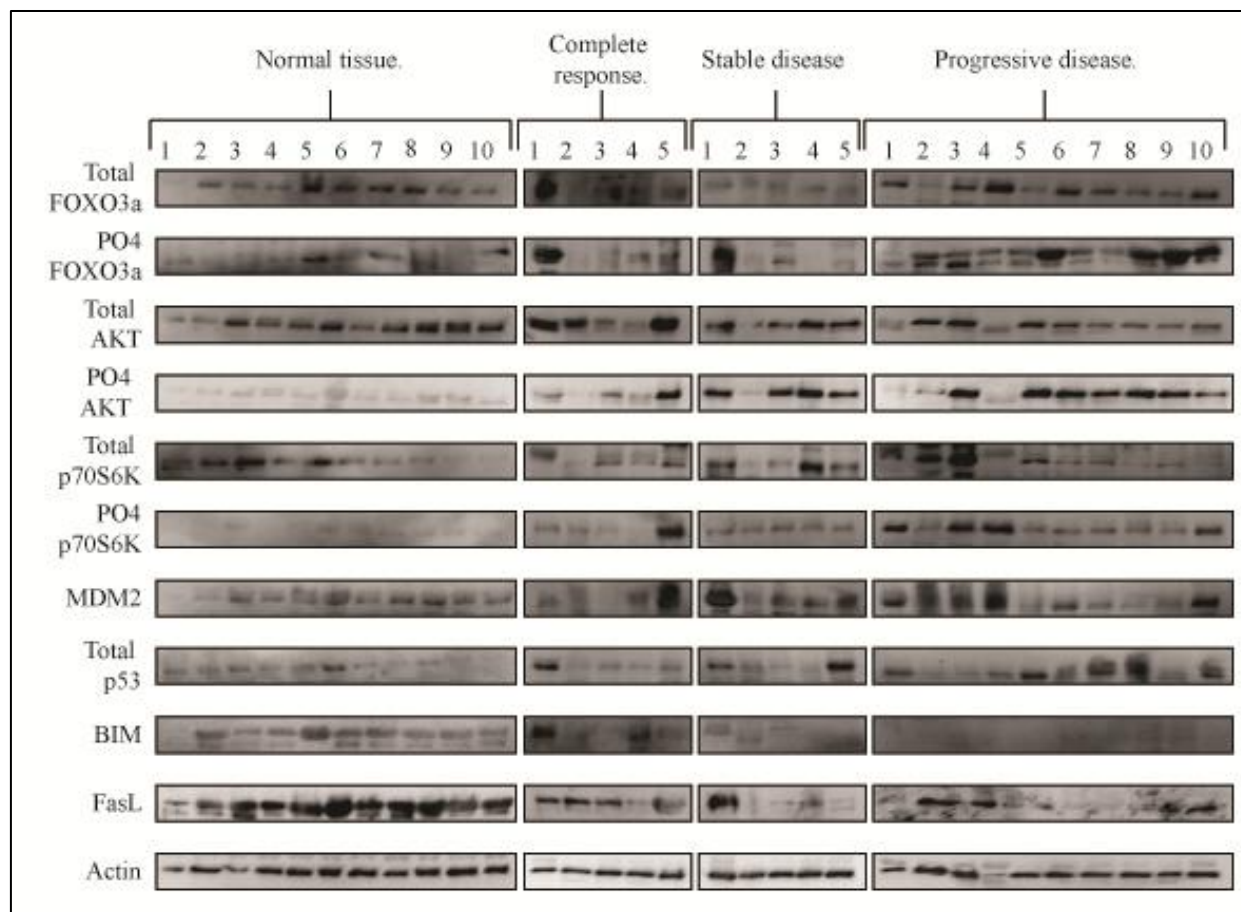 Normal tissue.
Complete
response.
Stable disease
Progressive disease.
1 2 3 4 5 6 7 8 9 10
1 2 3 4 5
1 2 3 4 5
1 2 3 4 5 6 7 8 9 10
Total
FOXO3a
PO4
FOXO3a
Total
AKT
PO4
AKT
Total
p70S6K
PO4
p70S6K
MDM2
Total
p53
BIM
FasL
Actin